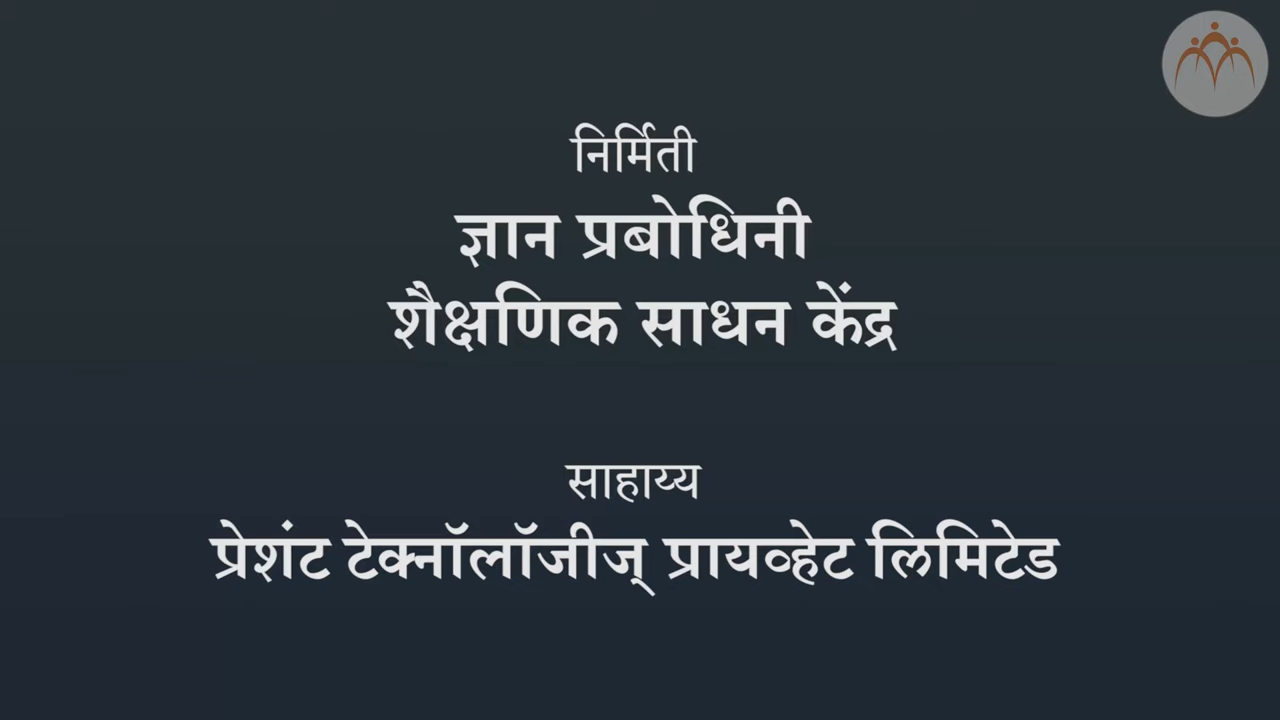 निर्मिती
ज्ञान प्रबोधिनी
शैक्षणिक साधन केंद्र
साहाय्य
प्रेशंट टेक्नॉलॉजीज् प्रायव्हेट लिमिटेड